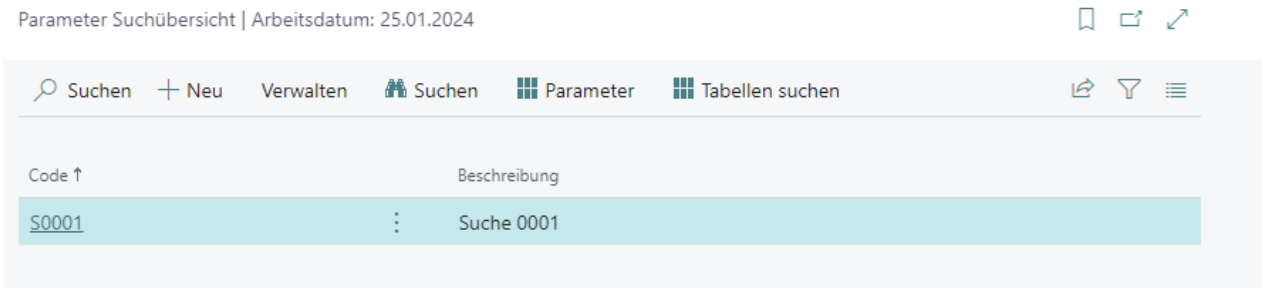 Parameter Suchübersicht | Arbeitsdatum: 25.01.2024
Suchen Neu Verwalten Suchen Parameter Tabellen suchen
Code ↑ Beschreibung
S0001 Suche 0001